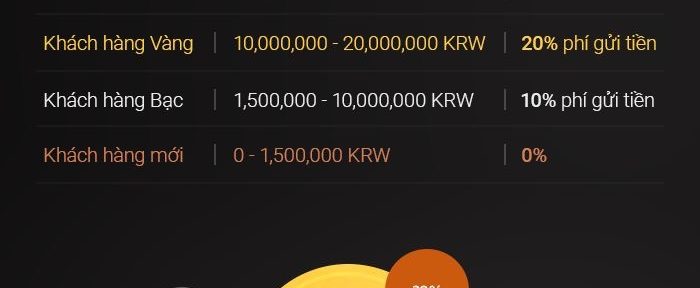 Khách hàng Vàng | 10,000,000 - 20,000,000 KRW | 20% phí gửi tiền
Khách hàng Bạc | 1,500,000 - 10,000,000 KRW | 10% phí gửi tiền
Khách hàng mới | 0 - 1,500,000 KRW | 0%